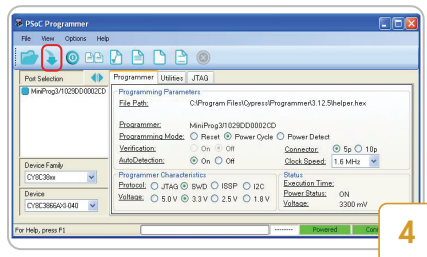 PSoC Programmer
File View Options Help
Port Selection
MiniProg3/1029DD0002CD
Device Family
CY8C38xx
Device
CY8C3866AXI-040
Programmer Utilities JTAG
Programming Parameters
File Path: C:\Program Files\Cypress\Programmer\3.12.5\helper.hex
Programmer: MiniProg3/1029DD0002CD
Programming Mode: Reset Power Cycle Power Detect
Verification: On Off Connector: 5p 10p
AutoDetection: On Off Clock Speed: 1.6 MHz
Programmer Characteristics
Protocol: JTAG SWD ISSP I2C
Voltage: 5.0 V 3.3 V 2.5 V 1.8 V
Status
Execution Time:
Power Status: ON
Voltage: 3300 mV
For Help, press F1
Powered
4